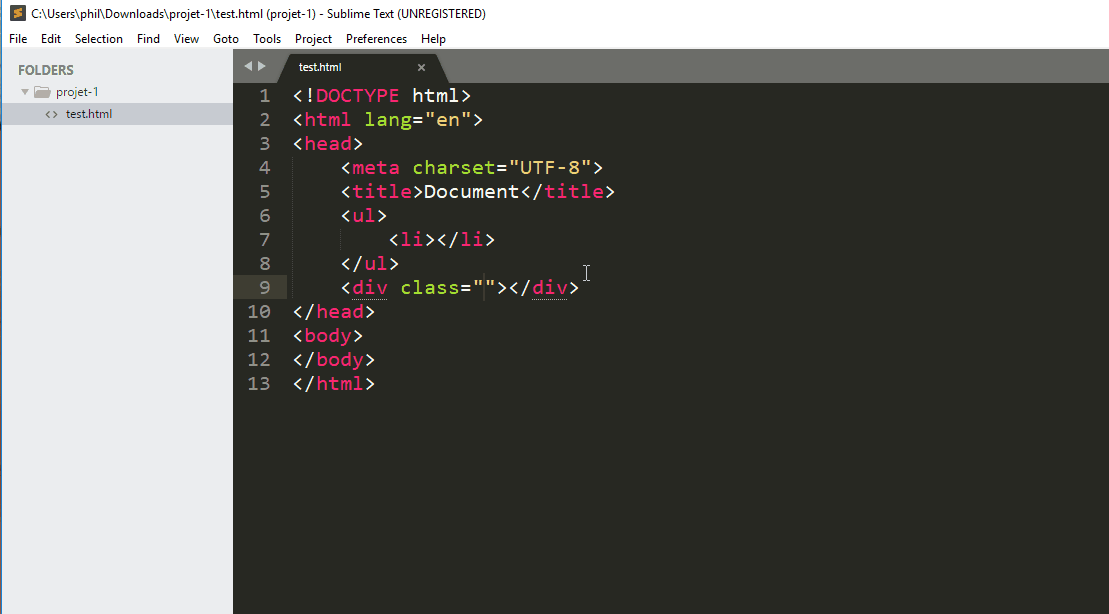 C:\Users\phil\Downloads\projet-1\test.html (projet-1) - Sublime Text (UNREGISTERED)
File Edit Selection Find View Goto Tools Project Preferences Help
FOLDERS
projet-1
<> test.html
test.html ×
1 <!DOCTYPE html>
2 <html lang="en">
3 <head>
4     <meta charset="UTF-8">
5     <title>Document</title>
6     <ul>
7         <li></li>
8     </ul>
9     <div class=""></div>
10 </head>
11 <body>
12 </body>
13 </html>